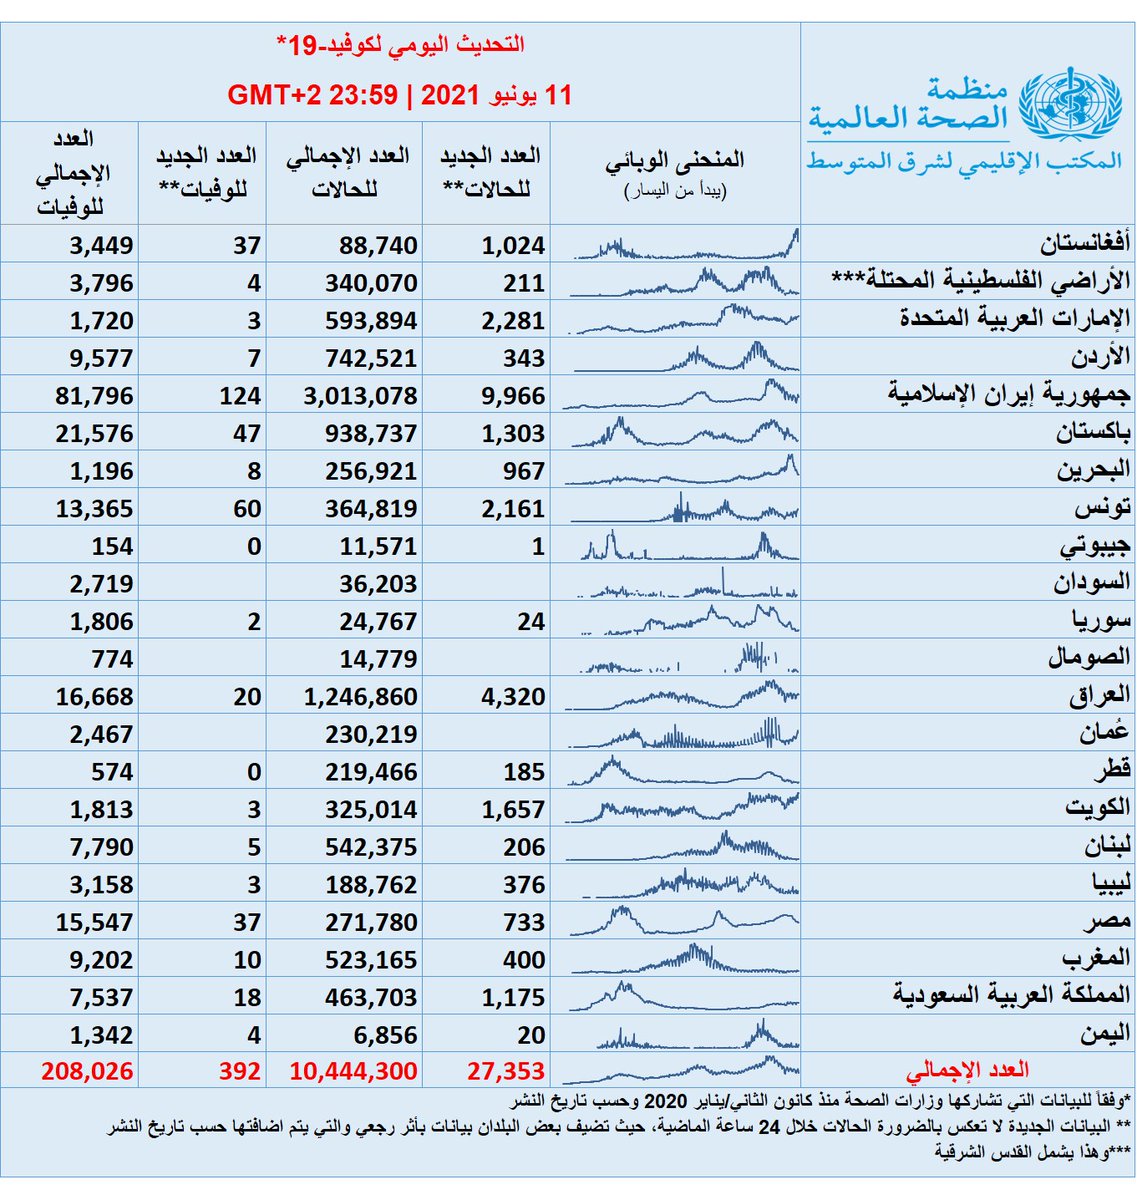 منظمة
الصحة العالمية
المكتب الإقليمي لشرق المتوسط
التحديث اليومي لكوفيد-19*
11 يونيو 2021 | 23:59 GMT+2
المنحنى الوبائي (يبدأ من اليسار) العدد الجديد للحالات** العدد الإجمالي للحالات العدد الجديد للوفيات** العدد الإجمالي للوفيات
أفغانستان 1,024 88,740 37 3,449
الأراضي الفلسطينية المحتلة*** 211 340,070 4 3,796
الإمارات العربية المتحدة 2,281 593,894 3 1,720
الأردن 343 742,521 7 9,577
جمهورية إيران الإسلامية 9,966 3,013,078 124 81,796
باكستان 1,303 938,737 47 21,576
البحرين 967 256,921 8 1,196
تونس 2,161 364,819 60 13,365
جيبوتي 1 11,571 0 154
السودان 36,203 2,719
سوريا 24 24,767 2 1,806
الصومال 14,779 774
العراق 4,320 1,246,860 20 16,668
عُمان 230,219 2,467
قطر 185 219,466 0 574
الكويت 1,657 325,014 3 1,813
لبنان 206 542,375 5 7,790
ليبيا 376 188,762 3 3,158
مصر 733 271,780 37 15,547
المغرب 400 523,165 10 9,202
المملكة العربية السعودية 1,175 463,703 18 7,537
اليمن 20 6,856 4 1,342
العدد الإجمالي 27,353 10,444,300 392 208,026
*وفقاً للبيانات التي تشاركها وزارات الصحة منذ كانون الثاني/يناير 2020 وحسب تاريخ النشر
** البيانات الجديدة لا تعكس بالضرورة الحالات خلال 24 ساعة الماضية، حيث تضيف بعض البلدان بيانات بأثر رجعي والتي يتم اضافتها حسب تاريخ النشر
***وهذا يشمل القدس الشرقية